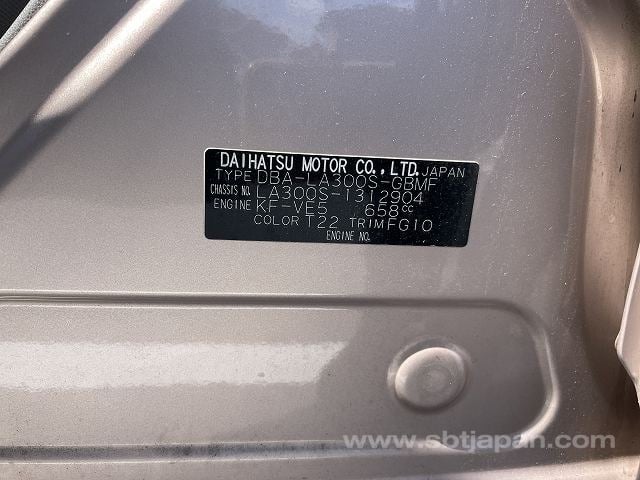 DAIHATSU MOTOR CO.,LTD. JAPAN
TYPE DBA-LA300S-GBMF
CHASSIS NO. LA300S-1312904
ENGINE KF-VE5 658cc
COLOR T22 TRIM FG10
ENGINE NO.
www.sbtjapan.com